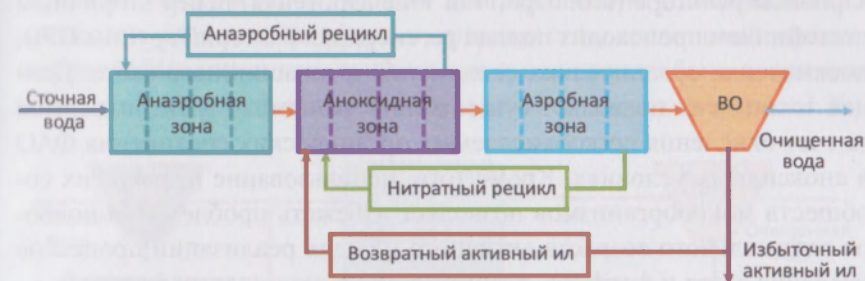 Анаэробный рецикл
Сточная
вода
Анаэробная
зона
Аноксидная
зона
Аэробная
зона
ВО
Очищенная
вода
Нитратный рецикл
Возвратный активный ил
Избыточный
активный ил